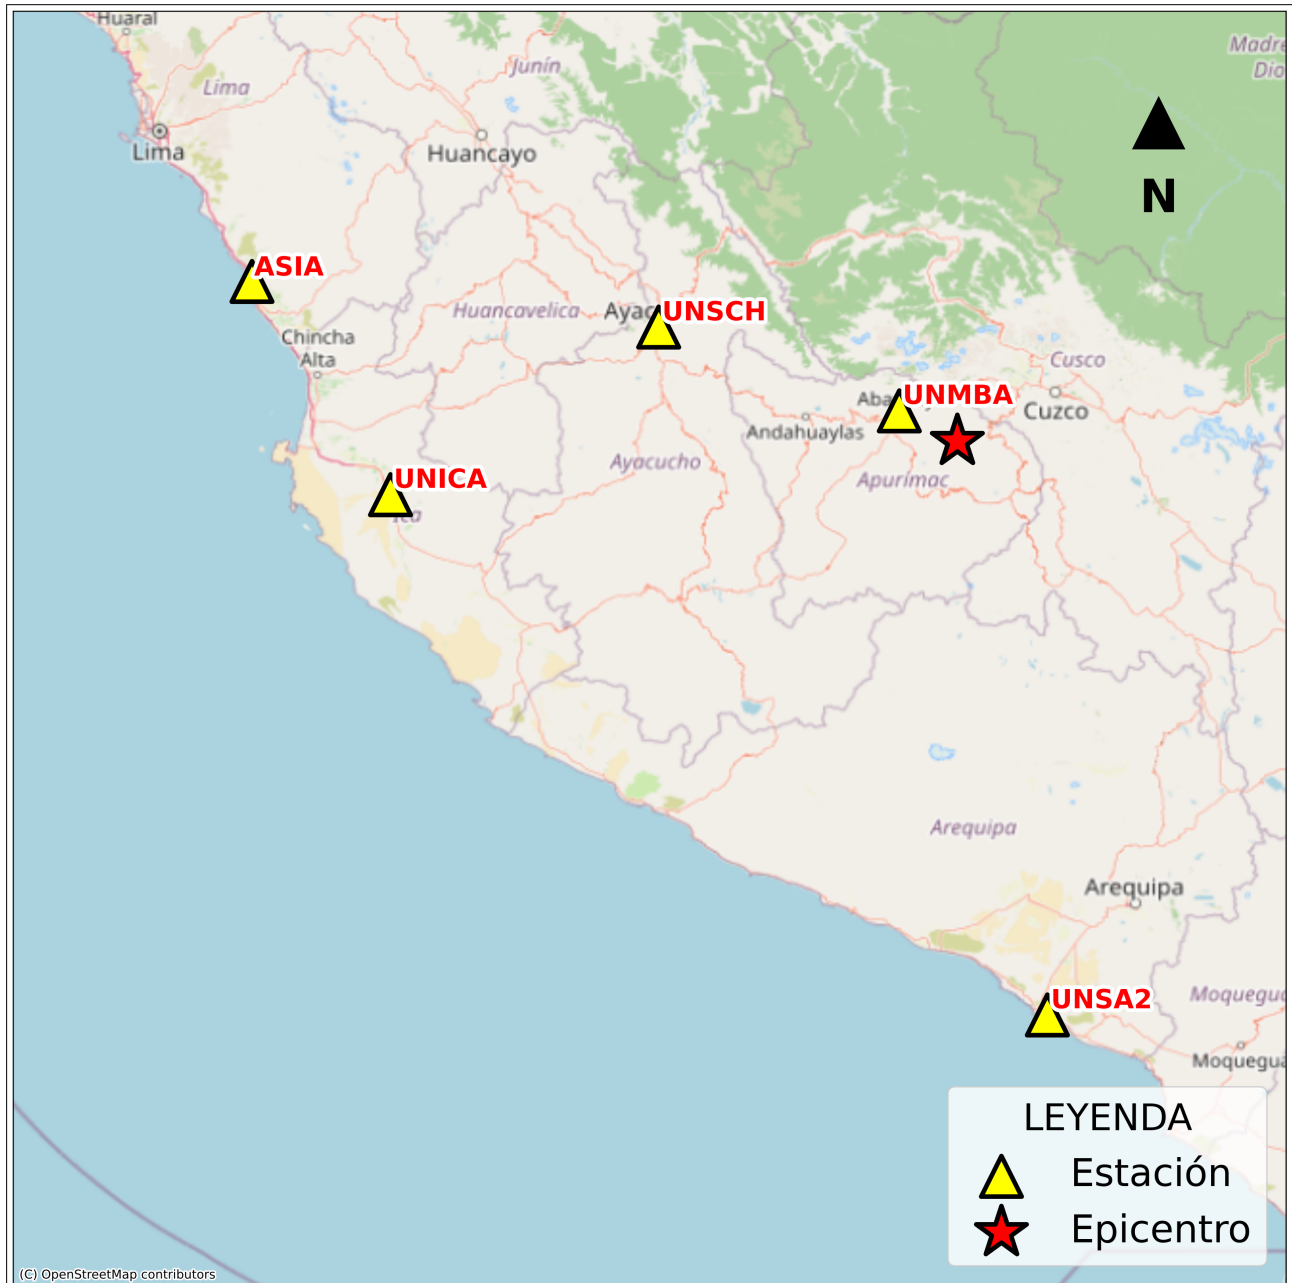 Huaral
Lima
Lima
Junín
Huancayo
Madre
Dio
N
ASIA
Chincha
Alta
Huancavelica
Ayac
UNSCH
Cusco
Aba
UNMBA
Cuzco
Andahuaylas
Apurímac
Ayacucho
UNICA
Ica
Arequipa
Arequipa
UNSA2
Moquegu
Moquegua
LEYENDA
Estación
Epicentro
(C) OpenStreetMap contributors